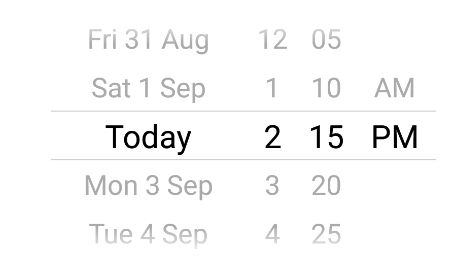 Fri 31 Aug 12 05
Sat 1 Sep 1 10 AM
Today 2 15 PM
Mon 3 Sep 3 20
Tue 4 Sep 4 25